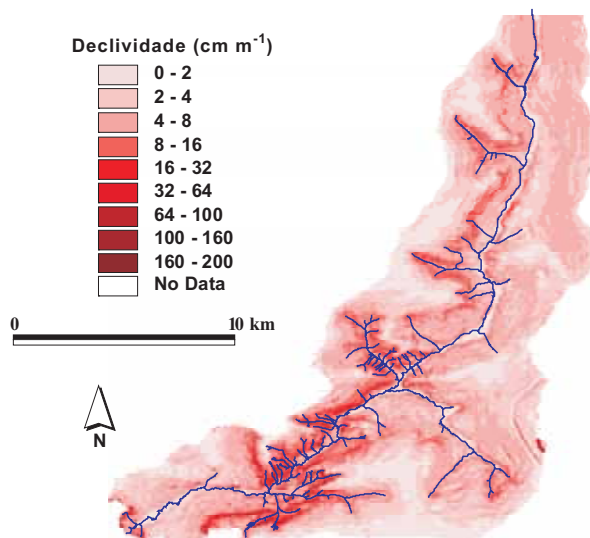 Declividade (cm m⁻¹)
0 - 2
2 - 4
4 - 8
8 - 16
16 - 32
32 - 64
64 - 100
100 - 160
160 - 200
No Data
0 10 km
N